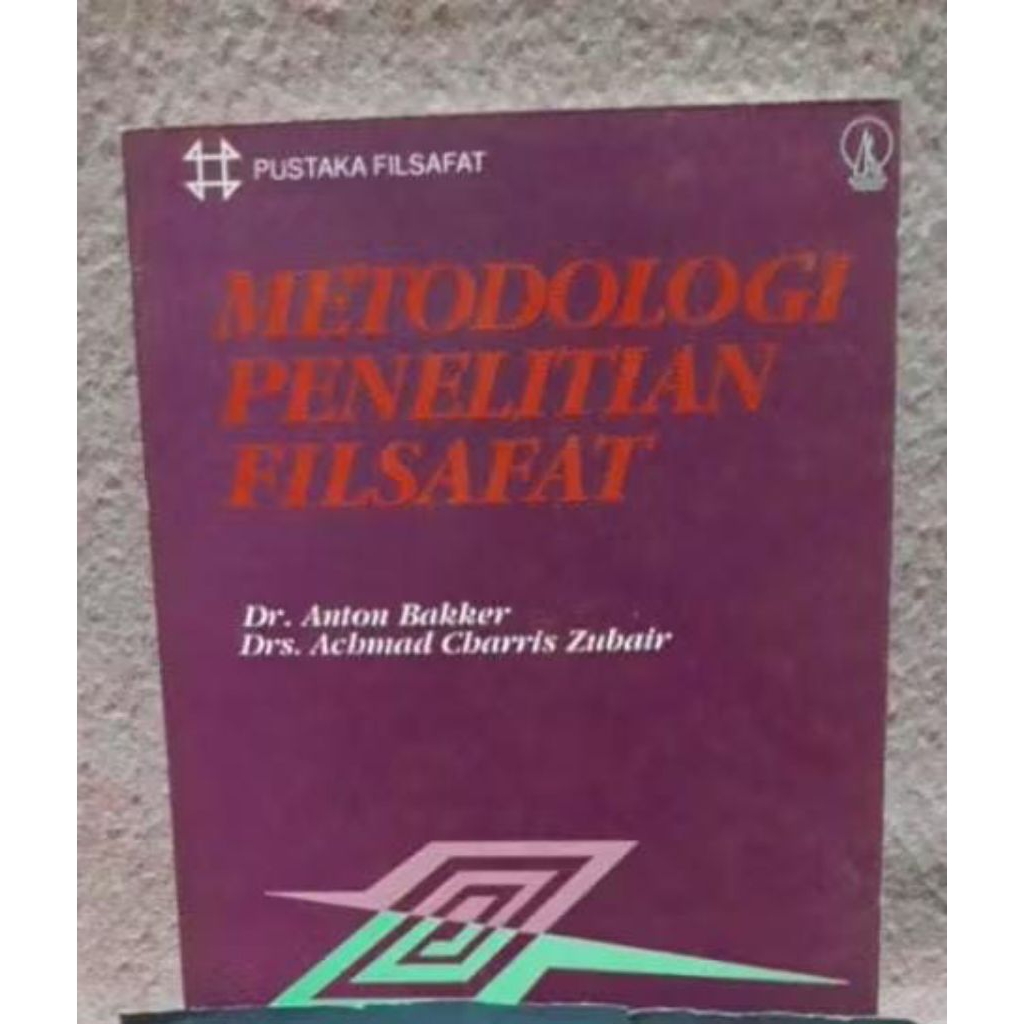 PUSTAKA FILSAFAT
METODOLOGI
PENELITIAN
FILSAFAT
Dr. Anton Bakker
Drs. Achmad Charris Zubair